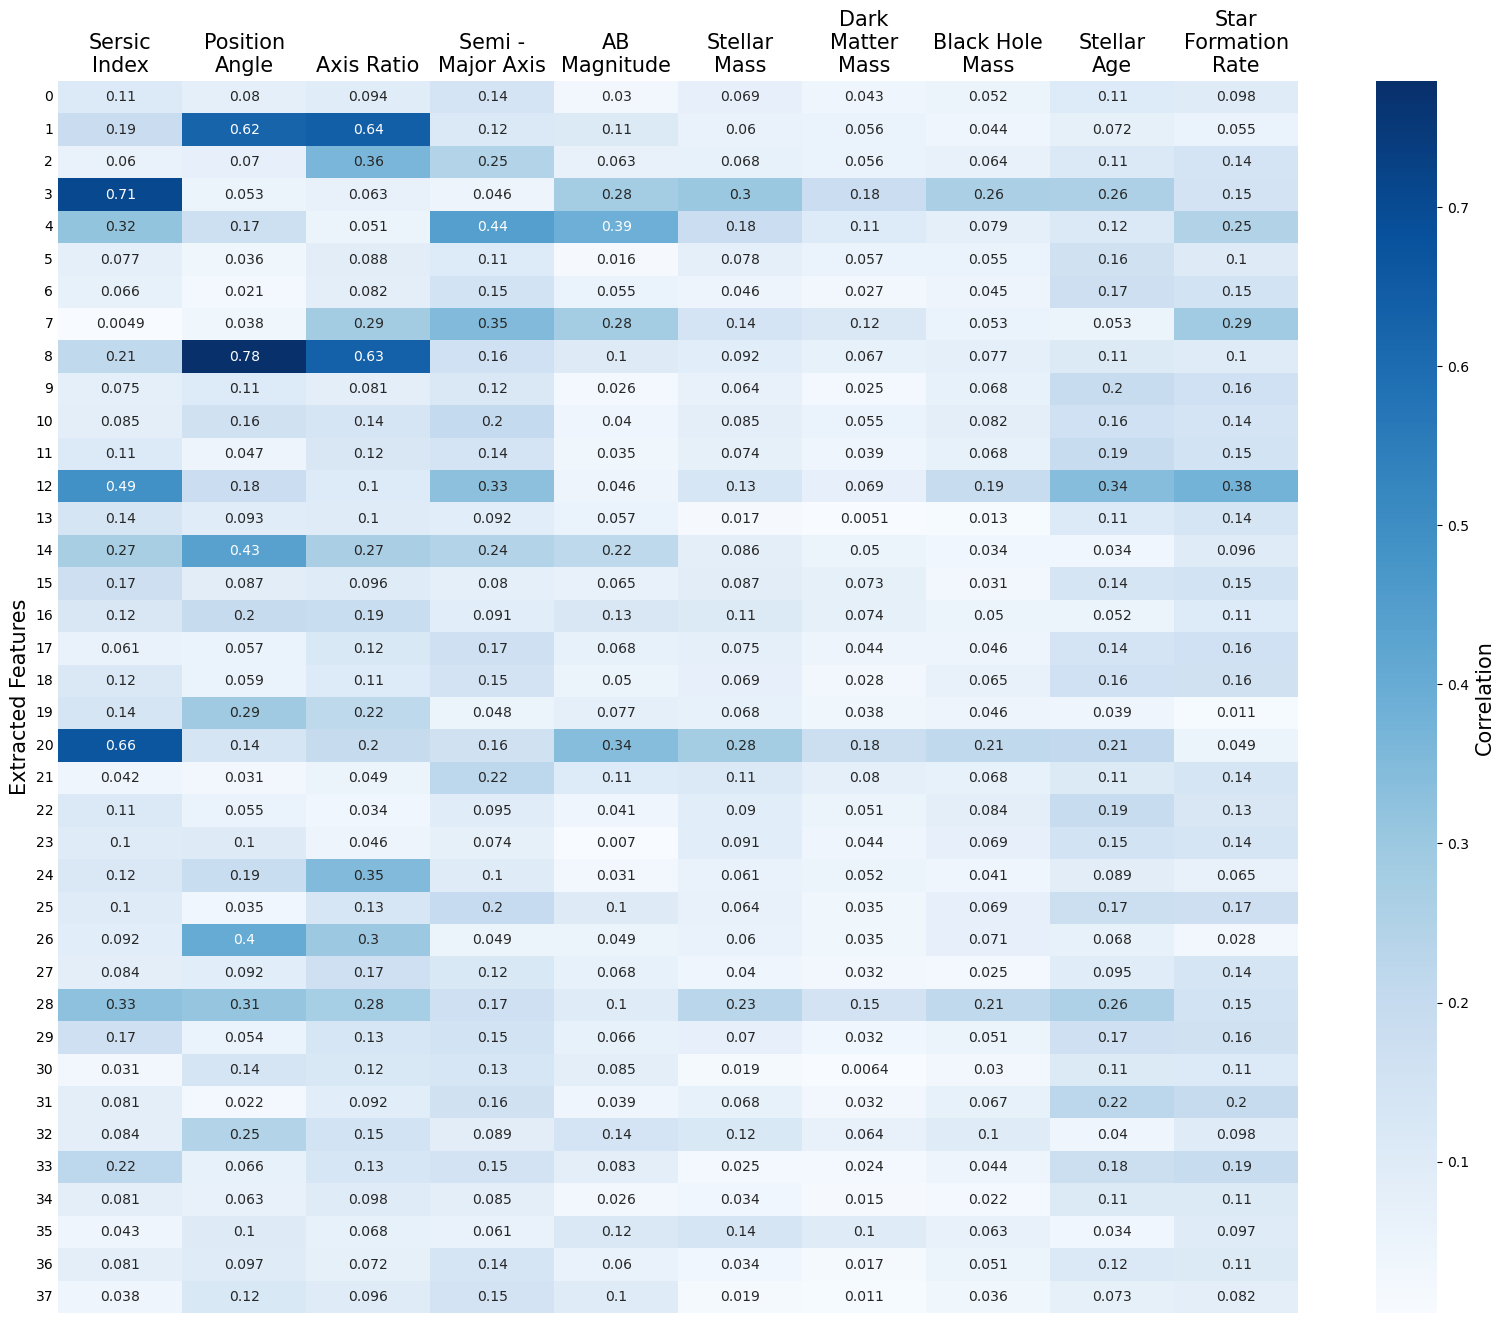 Sersic Index
Position Angle
Axis Ratio
Semi - Major Axis
AB Magnitude
Stellar Mass
Dark Matter Mass
Black Hole Mass
Stellar Age
Star Formation Rate
0 0.11 0.08 0.094 0.14 0.03 0.069 0.043 0.052 0.11 0.098
1 0.19 0.62 0.64 0.12 0.11 0.06 0.056 0.044 0.072 0.055
2 0.06 0.07 0.36 0.25 0.063 0.068 0.056 0.064 0.11 0.14
3 0.71 0.053 0.063 0.046 0.28 0.3 0.18 0.26 0.26 0.15
4 0.32 0.17 0.051 0.44 0.39 0.18 0.11 0.079 0.12 0.25
5 0.077 0.036 0.088 0.11 0.016 0.078 0.057 0.055 0.16 0.1
6 0.066 0.021 0.082 0.15 0.055 0.046 0.027 0.045 0.17 0.15
7 0.0049 0.038 0.29 0.35 0.28 0.14 0.12 0.053 0.053 0.29
8 0.21 0.78 0.63 0.16 0.1 0.092 0.067 0.077 0.11 0.1
9 0.075 0.11 0.081 0.12 0.026 0.064 0.025 0.068 0.2 0.16
10 0.085 0.16 0.14 0.2 0.04 0.085 0.055 0.082 0.16 0.14
11 0.11 0.047 0.12 0.14 0.035 0.074 0.039 0.068 0.19 0.15
12 0.49 0.18 0.1 0.33 0.046 0.13 0.069 0.19 0.34 0.38
13 0.14 0.093 0.1 0.092 0.057 0.017 0.0051 0.013 0.11 0.14
14 0.27 0.43 0.27 0.24 0.22 0.086 0.05 0.034 0.034 0.096
15 0.17 0.087 0.096 0.08 0.065 0.087 0.073 0.031 0.14 0.15
16 0.12 0.2 0.19 0.091 0.13 0.11 0.074 0.05 0.052 0.11
17 0.061 0.057 0.12 0.17 0.068 0.075 0.044 0.046 0.14 0.16
18 0.12 0.059 0.11 0.15 0.05 0.069 0.028 0.065 0.16 0.16
19 0.14 0.29 0.22 0.048 0.077 0.068 0.038 0.046 0.039 0.011
20 0.66 0.14 0.2 0.16 0.34 0.28 0.18 0.21 0.21 0.049
21 0.042 0.031 0.049 0.22 0.11 0.11 0.08 0.068 0.11 0.14
22 0.11 0.055 0.034 0.095 0.041 0.09 0.051 0.084 0.19 0.13
23 0.1 0.1 0.046 0.074 0.007 0.091 0.044 0.069 0.15 0.14
24 0.12 0.19 0.35 0.1 0.031 0.061 0.052 0.041 0.089 0.065
25 0.1 0.035 0.13 0.2 0.1 0.064 0.035 0.069 0.17 0.17
26 0.092 0.4 0.3 0.049 0.049 0.06 0.035 0.071 0.068 0.028
27 0.084 0.092 0.17 0.12 0.068 0.04 0.032 0.025 0.095 0.14
28 0.33 0.31 0.28 0.17 0.1 0.23 0.15 0.21 0.26 0.15
29 0.17 0.054 0.13 0.15 0.066 0.07 0.032 0.051 0.17 0.16
30 0.031 0.14 0.12 0.13 0.085 0.019 0.0064 0.03 0.11 0.11
31 0.081 0.022 0.092 0.16 0.039 0.068 0.032 0.067 0.22 0.2
32 0.084 0.25 0.15 0.089 0.14 0.12 0.064 0.1 0.04 0.098
33 0.22 0.066 0.13 0.15 0.083 0.025 0.024 0.044 0.18 0.19
34 0.081 0.063 0.098 0.085 0.026 0.034 0.015 0.022 0.11 0.11
35 0.043 0.1 0.068 0.061 0.12 0.14 0.1 0.063 0.034 0.097
36 0.081 0.097 0.072 0.14 0.06 0.034 0.017 0.051 0.12 0.11
37 0.038 0.12 0.096 0.15 0.1 0.019 0.011 0.036 0.073 0.082
Extracted Features
0.7
0.6
0.5
0.4
0.3
0.2
0.1
Correlation